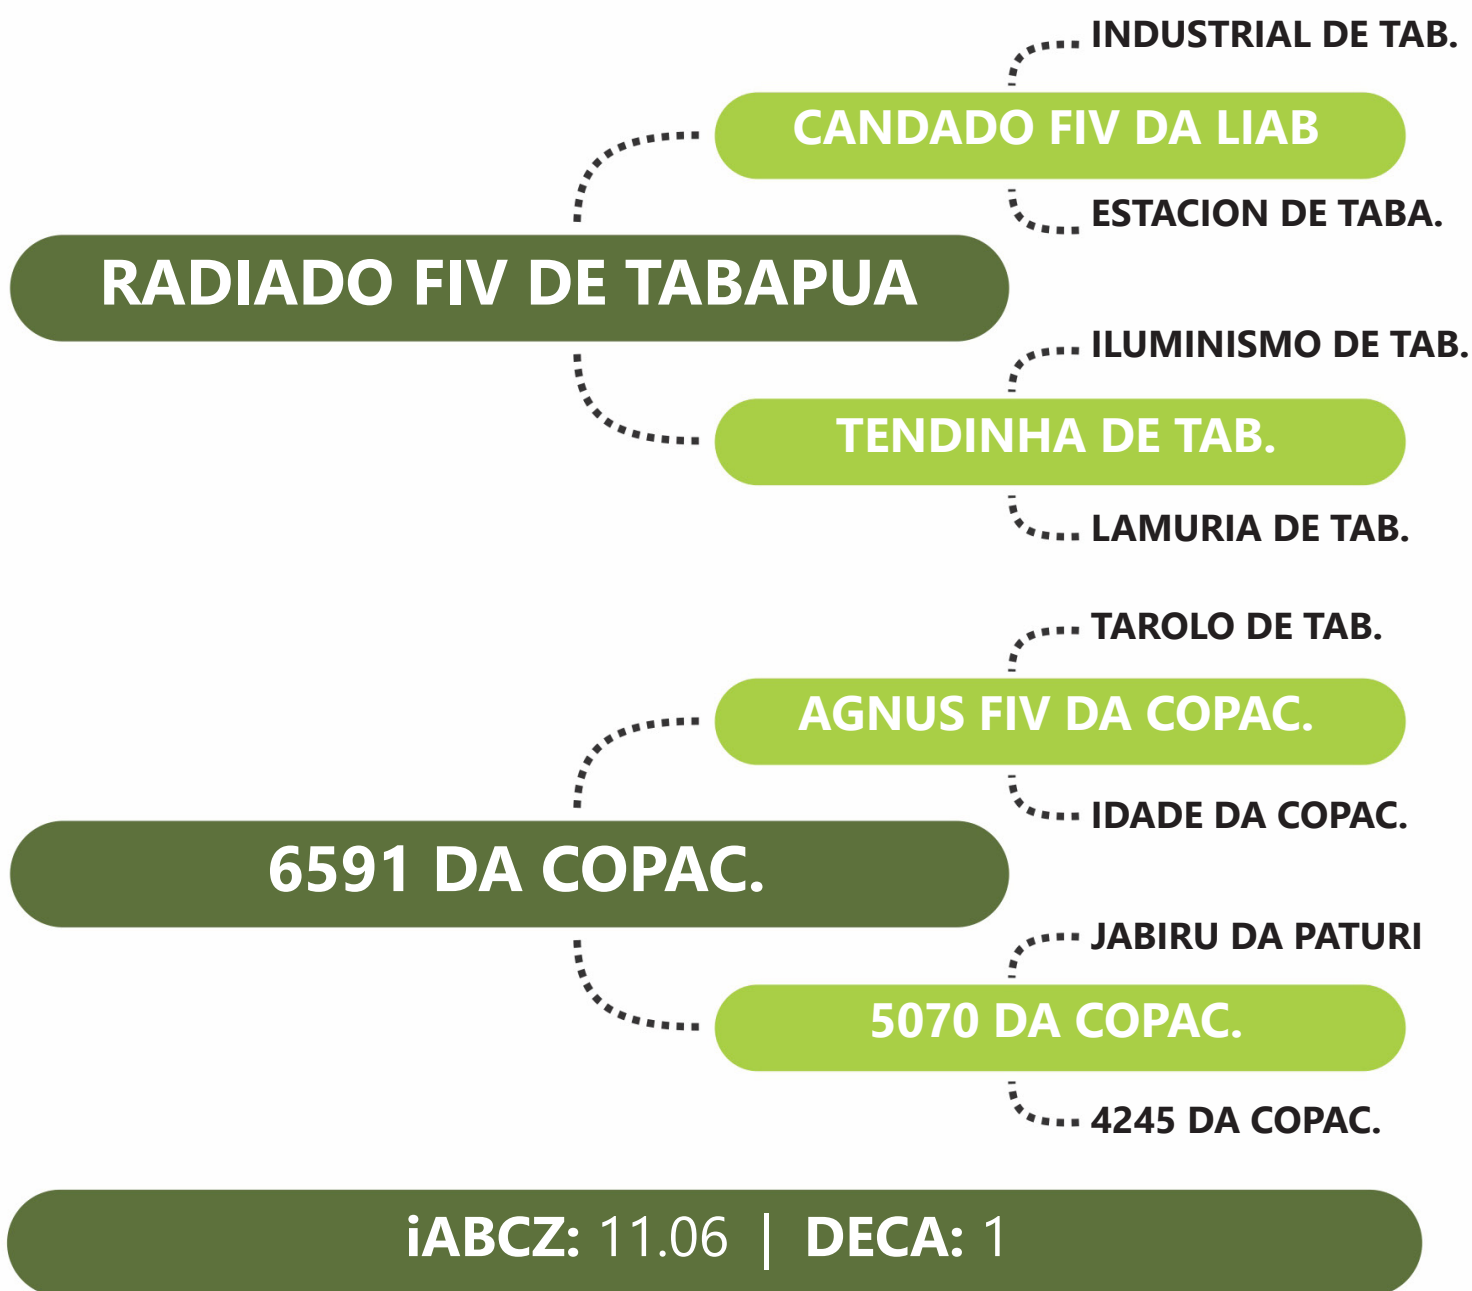 INDUSTRIAL DE TAB.
CANDADO FIV DA LIAB
ESTACION DE TABA.
RADIADO FIV DE TABAPUA
ILUMINISMO DE TAB.
TENDINHA DE TAB.
LAMURIA DE TAB.
TAROLO DE TAB.
AGNUS FIV DA COPAC.
IDADE DA COPAC.
6591 DA COPAC.
JABIRU DA PATURI
5070 DA COPAC.
4245 DA COPAC.
iABCZ: 11.06 | DECA: 1